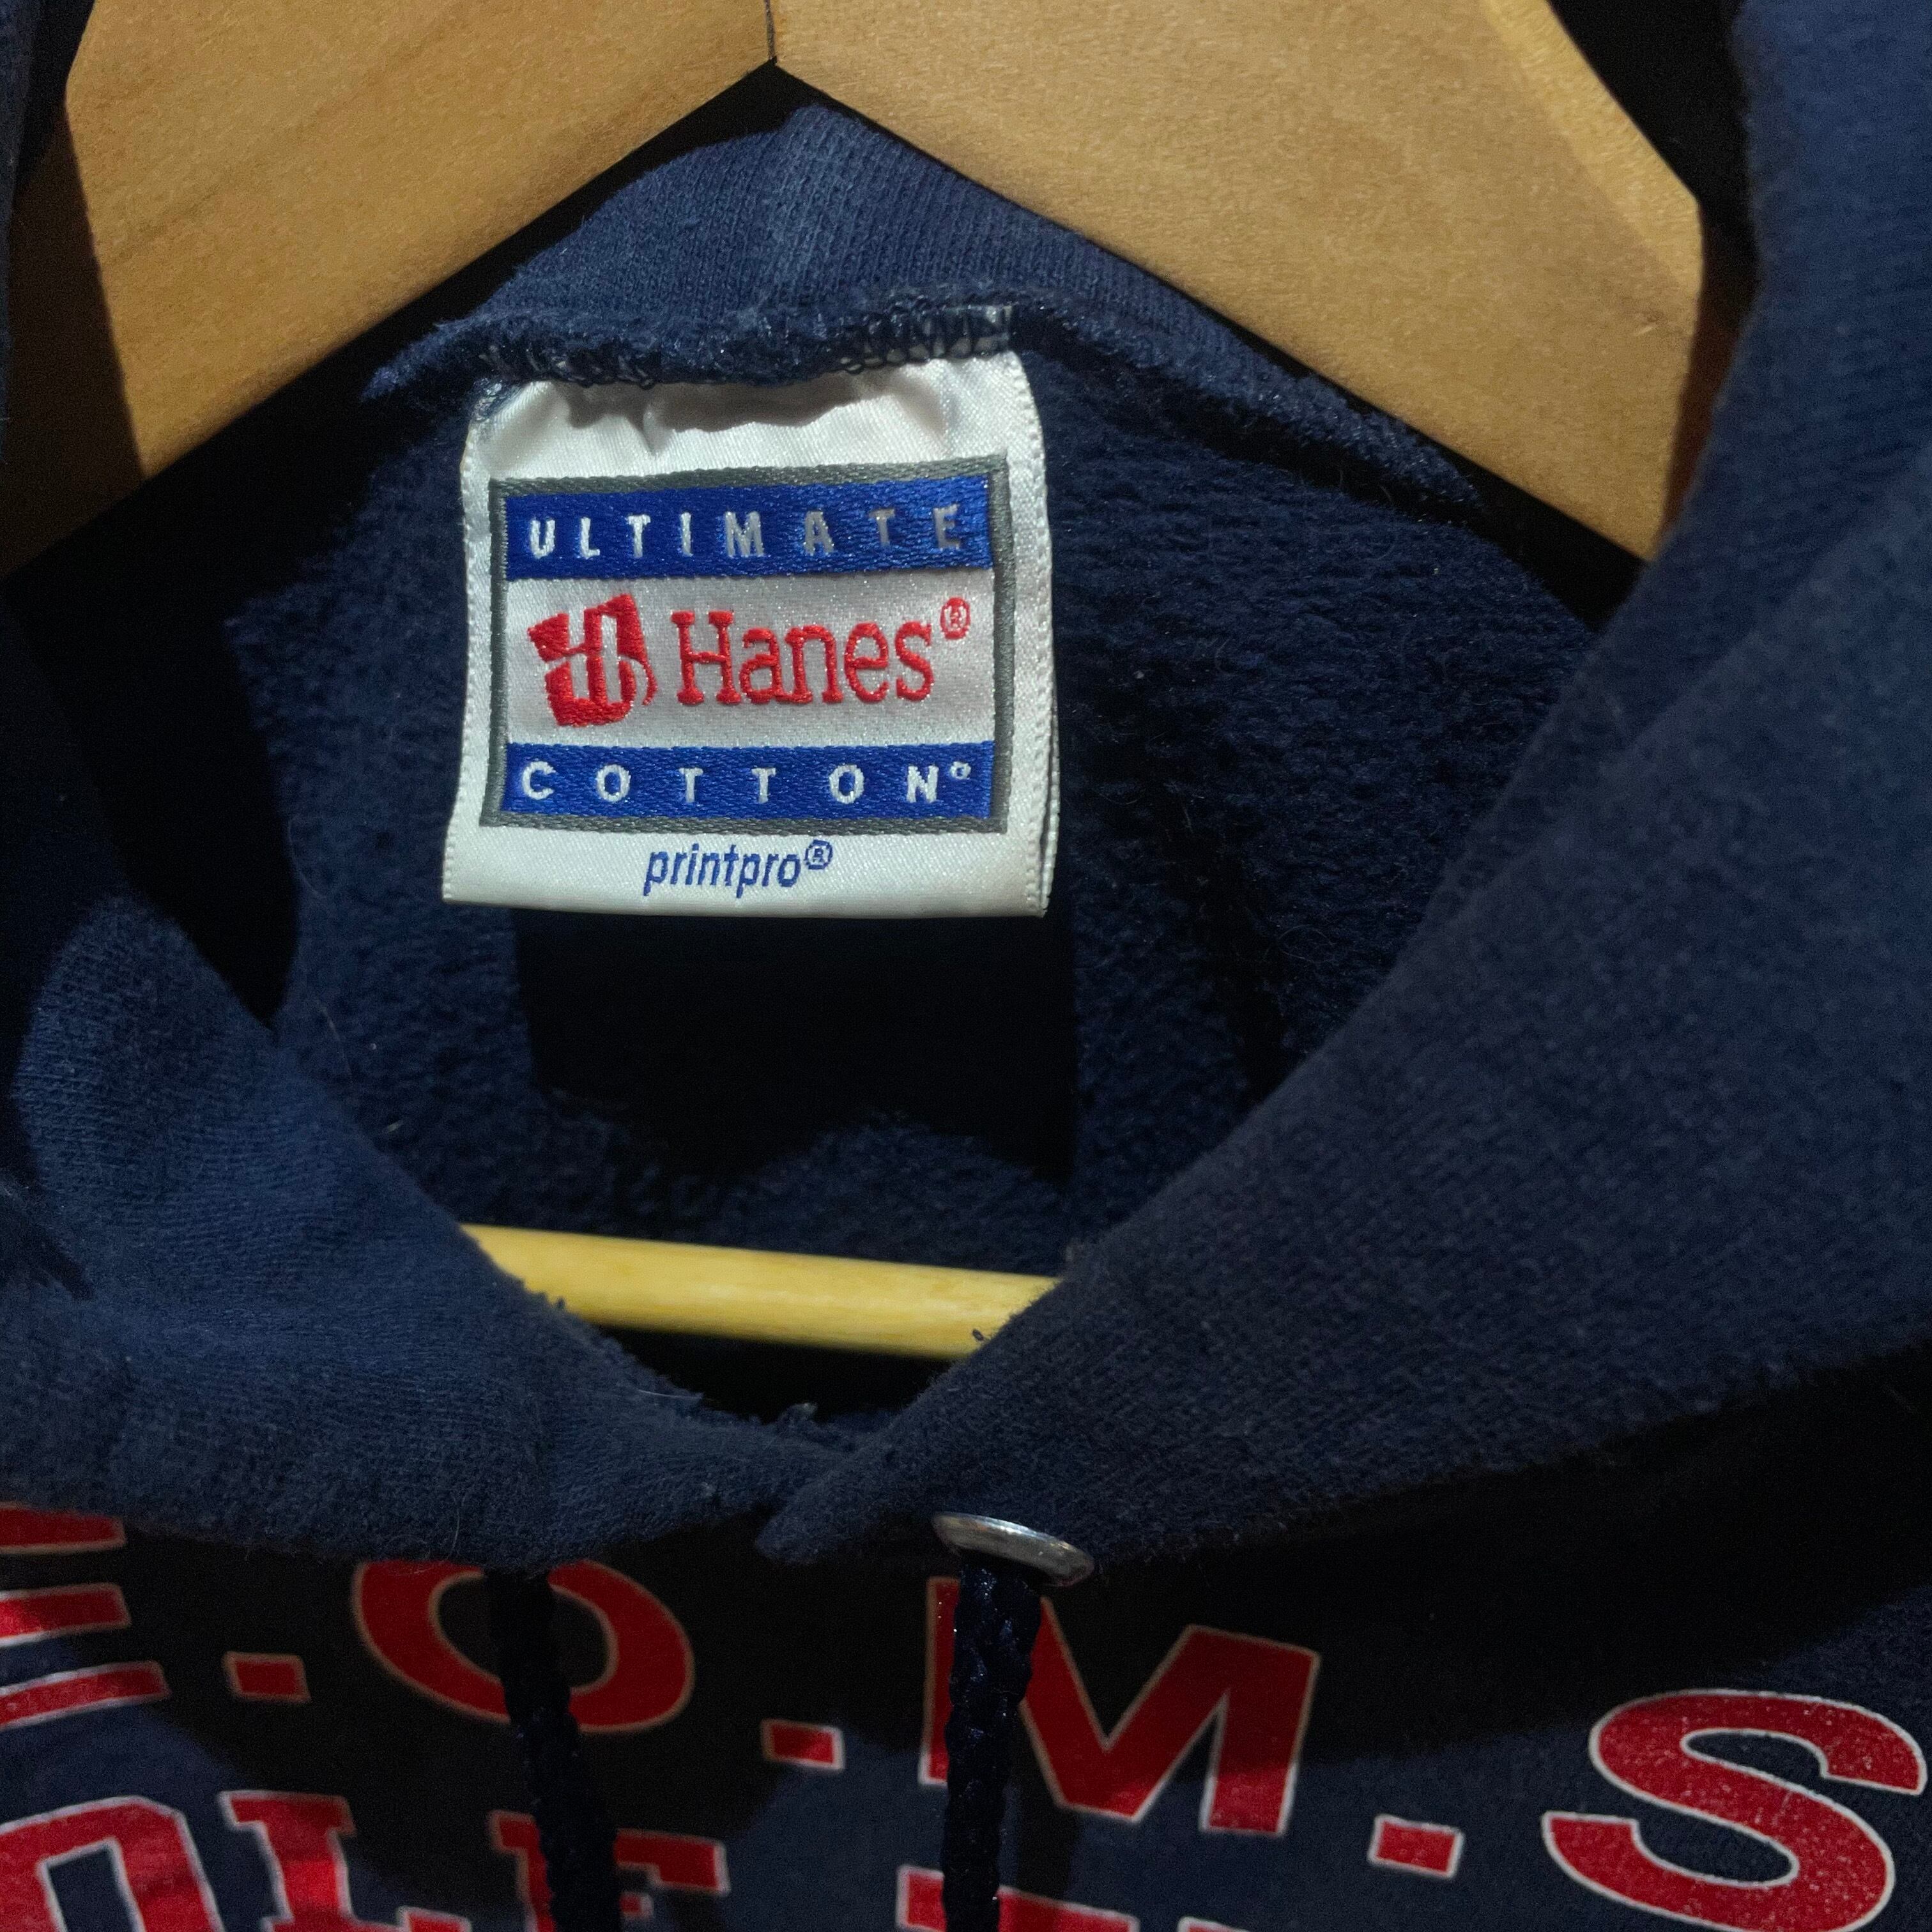 ULTIMATE
Hanes®
COTTON®
printpro®
E.O.M.S